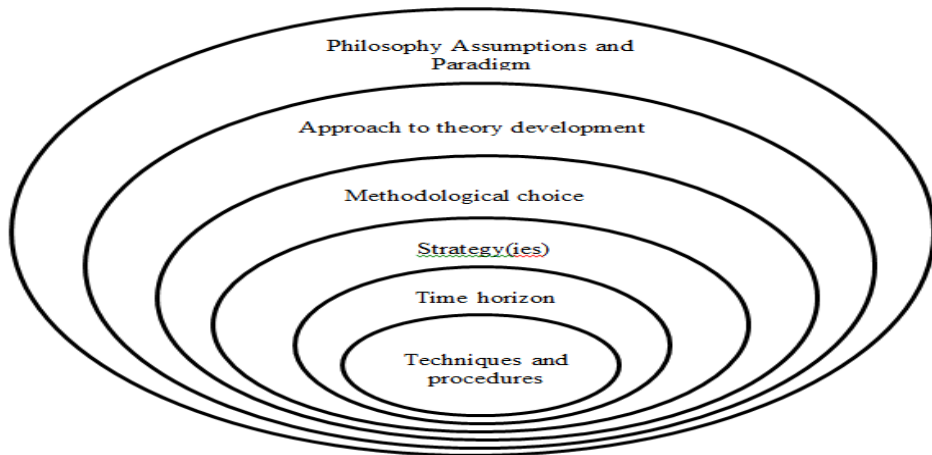 Philosophy Assumptions and
Paradigm
Approach to theory development
Methodological choice
Strategy(ies)
Time horizon
Techniques and
procedures